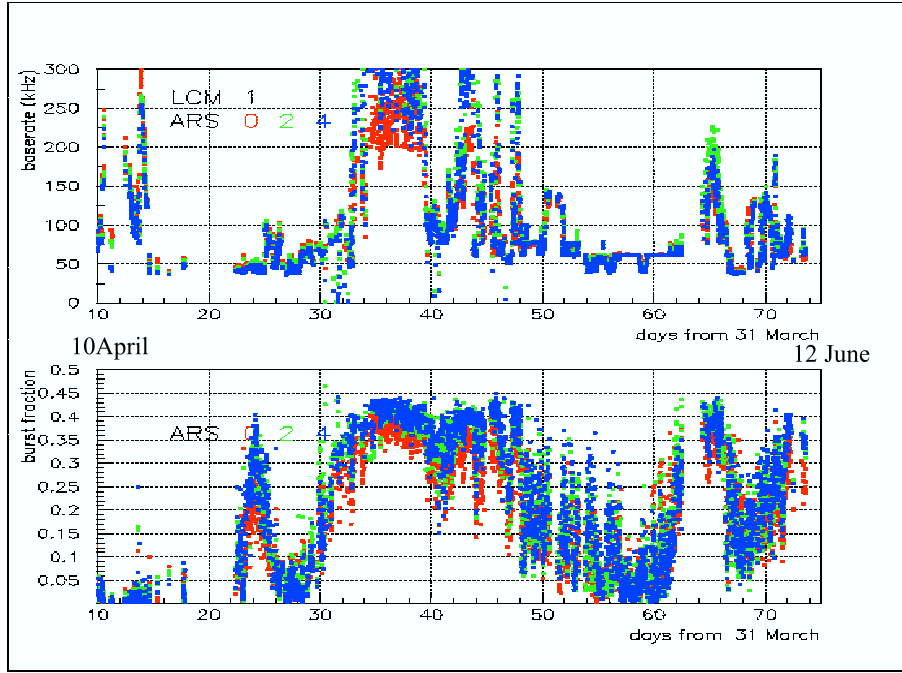 300
250
200
150
100
50
0
baserate (kHz)
LCM 1
ARS 0 2 4
10 20 30 40 50 60 70
days from 31 March
10April
12 June
0.5
0.45
0.4
0.35
0.3
0.25
0.2
0.15
0.1
0.05
burst fraction
ARS 0 2 4
10 20 30 40 50 60 70
days from 31 March